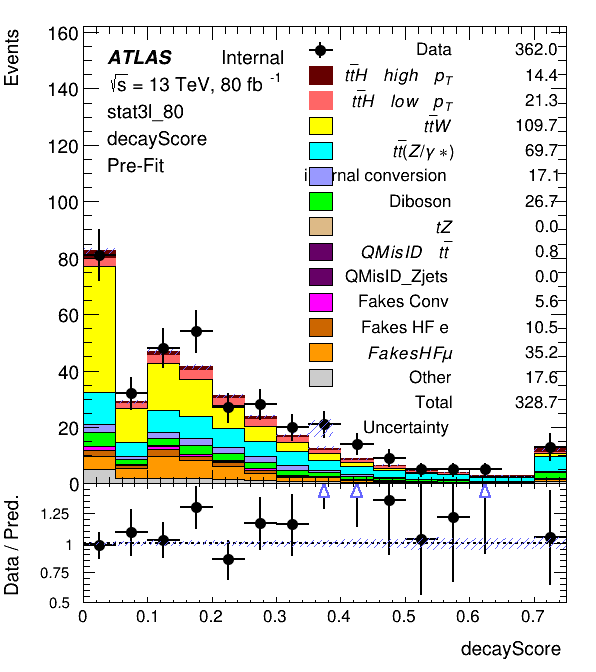 Events
160
140
120
100
80
60
40
20
0
ATLAS Internal
√s = 13 TeV, 80 fb -1
stat3l_80
decayScore
Pre-Fit
Data 362.0
tt̄H high pT 14.4
tt̄H low pT 21.3
tt̄W 109.7
tt̄(Z/γ*) 69.7
conversion 17.1
Diboson 26.7
tZ 0.0
QMisID tt̄ 0.8
QMisID_Zjets 0.0
Fakes Conv 5.6
Fakes HF e 10.5
FakesHFμ 35.2
Other 17.6
Total 328.7
Uncertainty
Data / Pred.
1.25
1
0.75
0.5
0 0.1 0.2 0.3 0.4 0.5 0.6 0.7
decayScore